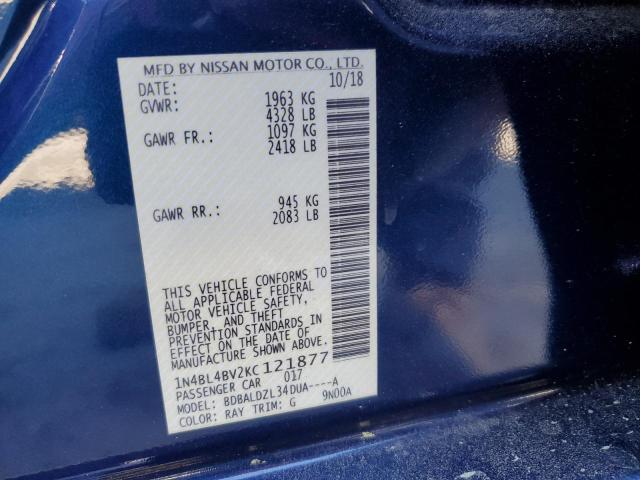 MFD BY NISSAN MOTOR CO., LTD.
DATE: 10/18
GVWR: 1963 KG
4328 LB
GAWR FR.: 1097 KG
2418 LB
GAWR RR.: 945 KG
2083 LB
THIS VEHICLE CONFORMS TO
ALL APPLICABLE FEDERAL
MOTOR VEHICLE SAFETY,
BUMPER, AND THEFT
PREVENTION STANDARDS IN
EFFECT ON THE DATE OF
MANUFACTURE SHOWN ABOVE.
1N4BL4BV2KC121877
PASSENGER CAR 017
MODEL: BDBALDZL34DUA----A
COLOR: RAY TRIM: G 9N00A